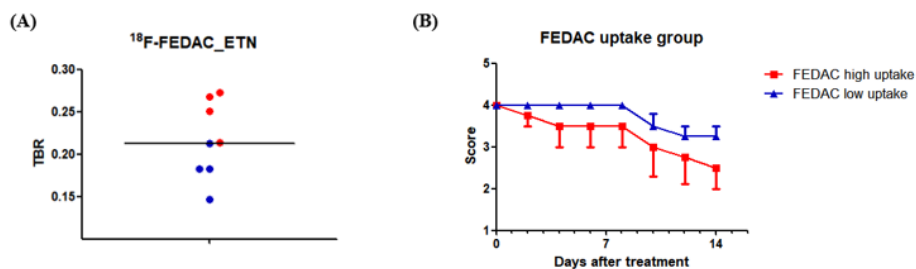 (A)
¹⁸F-FEDAC_ETN
0.30
0.25
0.20
0.15
TBR
(B)
FEDAC uptake group
5
4
3
2
1
Score
0 7 14
Days after treatment
FEDAC high uptake
FEDAC low uptake